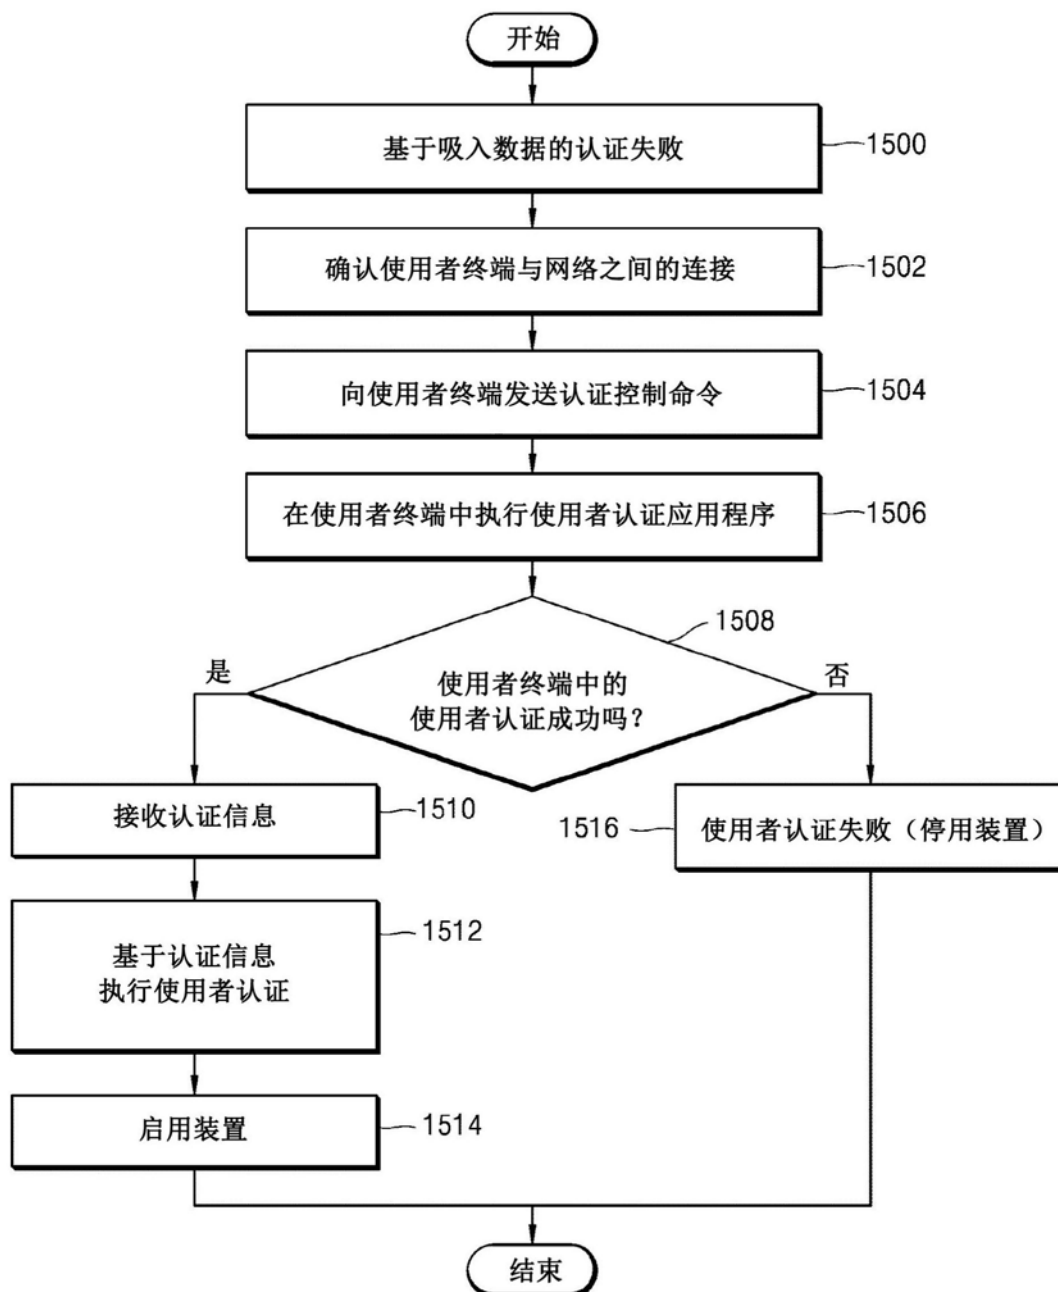 开始
基于吸入数据的认证失败
1500
确认使用者终端与网络之间的连接
1502
向使用者终端发送认证控制命令
1504
在使用者终端中执行使用者认证应用程序
1506
1508
是
否
使用者终端中的
使用者认证成功吗？
接收认证信息
1510
1516
使用者认证失败（停用装置）
基于认证信息
执行使用者认证
1512
启用装置
1514
结束